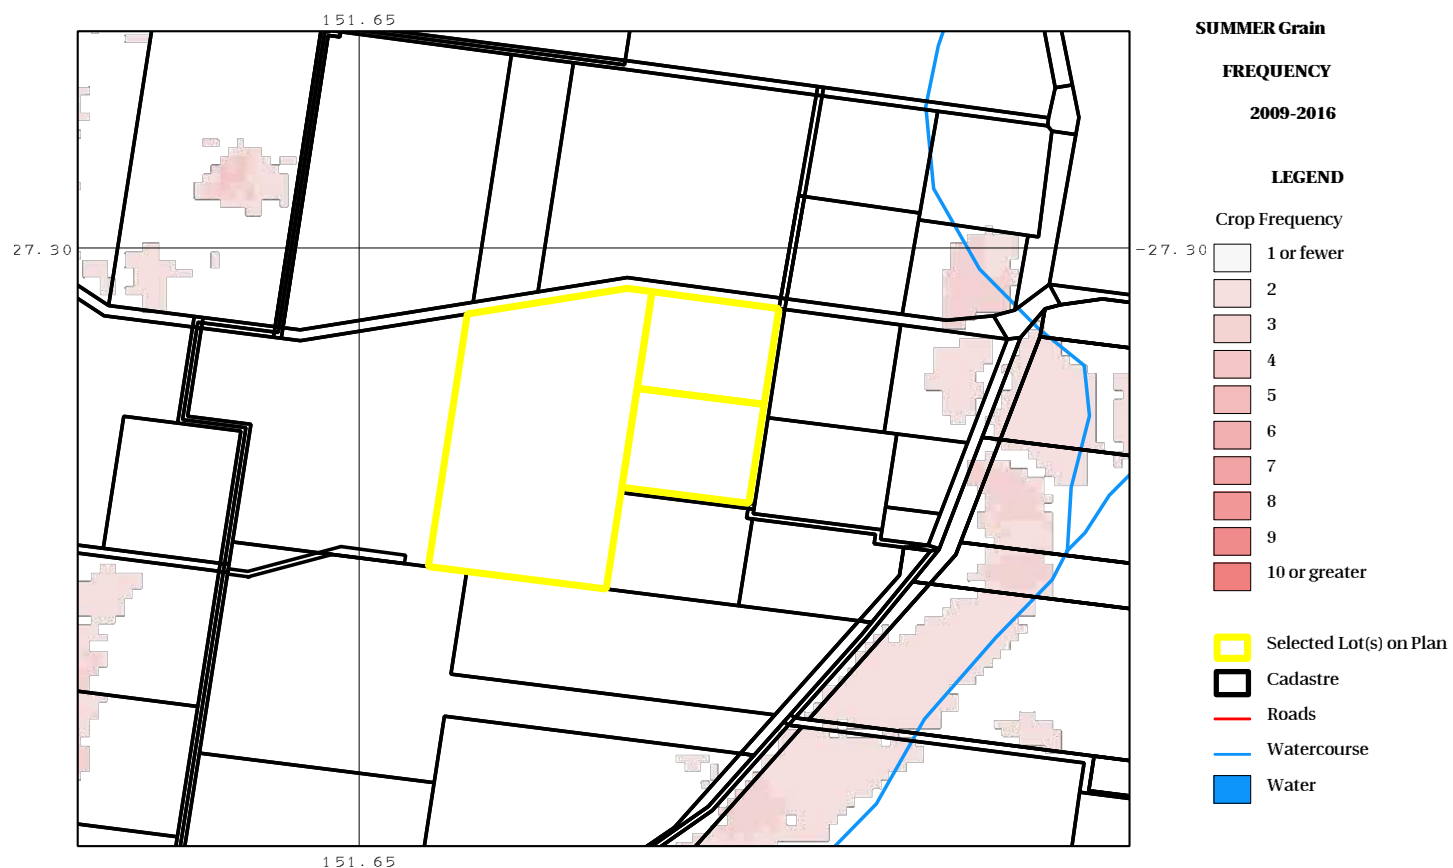 151.65
SUMMER Grain
FREQUENCY
2009-2016
LEGEND
Crop Frequency
27.30
-27.30
1 or fewer
2
3
4
5
6
7
8
9
10 or greater
Selected Lot(s) on Plan
Cadastre
Roads
Watercourse
Water
151.65